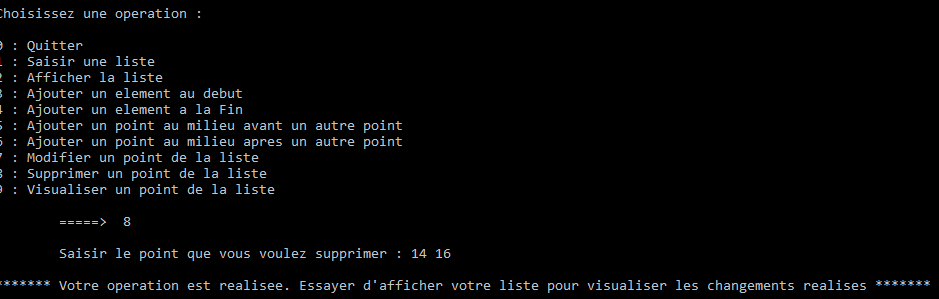 Choisissez une operation :
0 : Quitter
1 : Saisir une liste
2 : Afficher la liste
3 : Ajouter un element au debut
4 : Ajouter un element a la Fin
5 : Ajouter un point au milieu avant un autre point
6 : Ajouter un point au milieu apres un autre point
7 : Modifier un point de la liste
8 : Supprimer un point de la liste
9 : Visualiser un point de la liste
=====> 8
Saisir le point que vous voulez supprimer : 14 16
******* Votre operation est realisee. Essayer d'afficher votre liste pour visualiser les changements realises *******